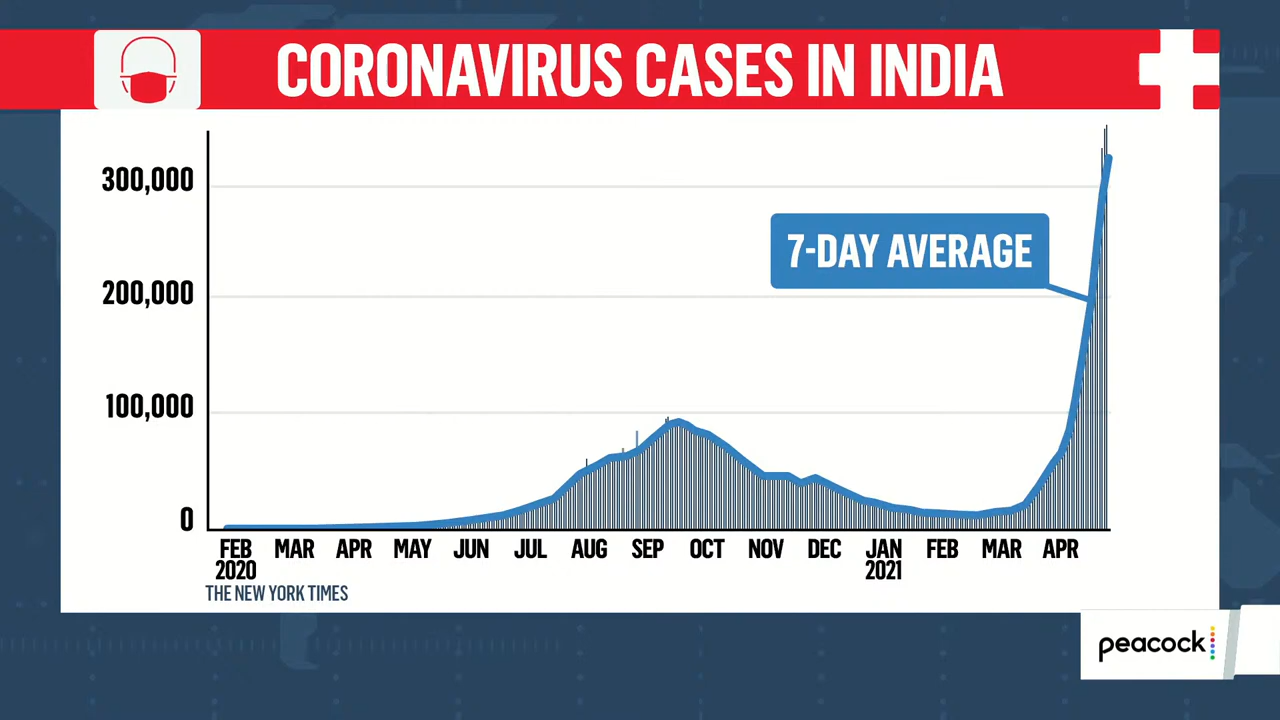 CORONAVIRUS CASES IN INDIA
300,000
200,000
100,000
0
7-DAY AVERAGE
FEB MAR APR MAY JUN JUL AUG SEP OCT NOV DEC JAN FEB MAR APR
2020 2021
THE NEW YORK TIMES
peacock